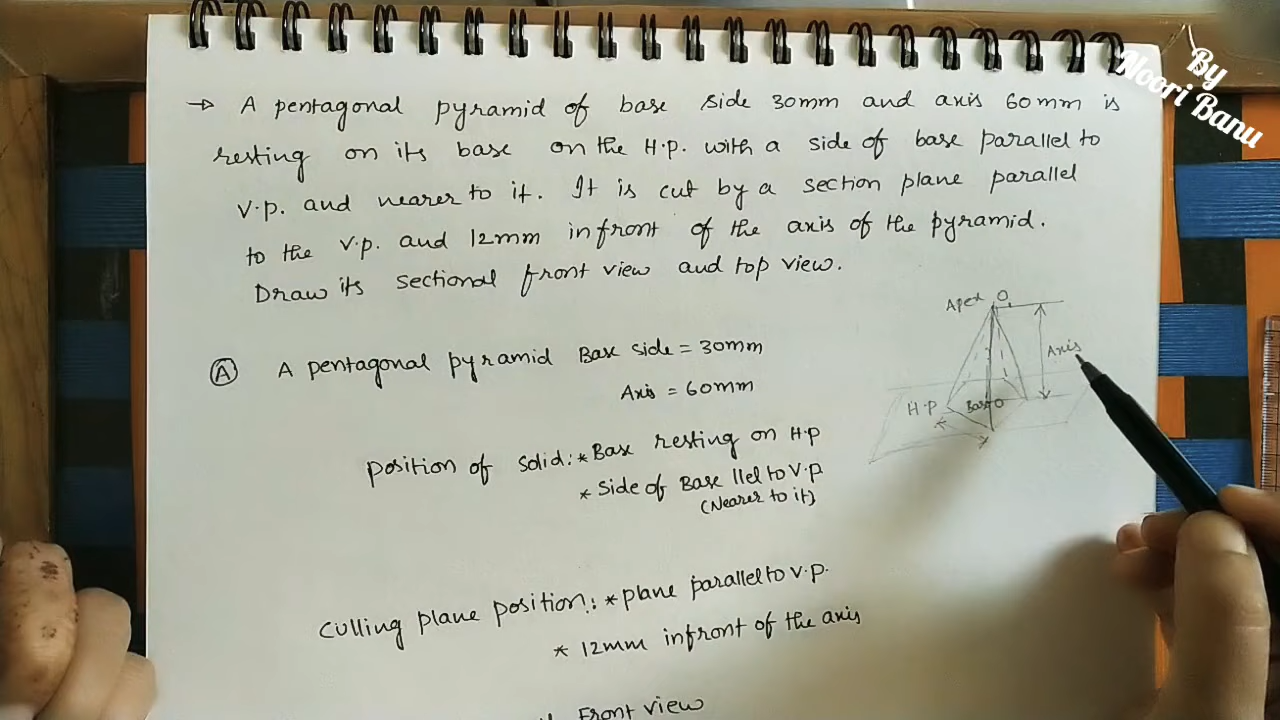 By
Noori Banu
→ A pentagonal pyramid of base side 30mm and axis 60mm is
resting on its base on the H.p. with a side of base parallel to
V.p. and nearer to it. It is cut by a section plane parallel
to the V.p. and 12mm infront of the axis of the pyramid.
Draw its sectional front view and top view.
Apex O,
Axis
H.P
Base O
A A pentagonal pyramid Base side = 30mm
Axis = 60mm
Position of solid: * Base resting on H.p
* Side of Base llel to V.p
(Nearer to it)
Cutting plane position: * plane parallel to V.p.
* 12mm infront of the axis
Front view